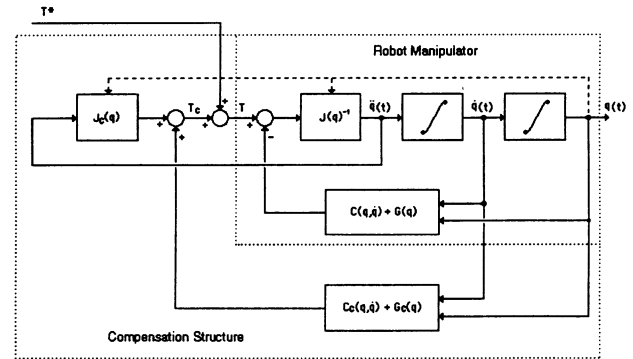 T*
Robot Manipulator
Jc(q)
+
+
Tc
+
+
T
+
-
J(q)⁻¹
q̈(t)
q̇(t)
q(t)
C(q,q̇) + G(q)
Cc(q,q̇) + Gc(q)
Compensation Structure